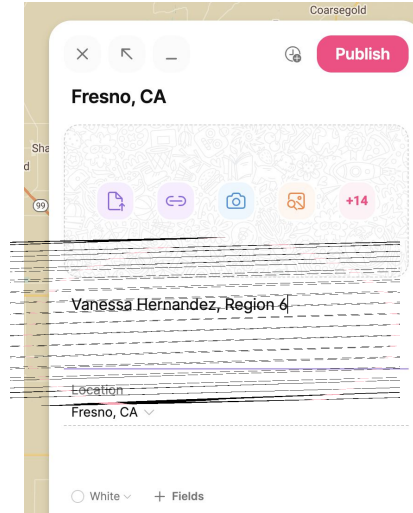 Coarsegold
Publish
Fresno, CA
Sha
d
99
+14
Vanessa Hernandez, Region 6
Location
Fresno, CA
White
+ Fields